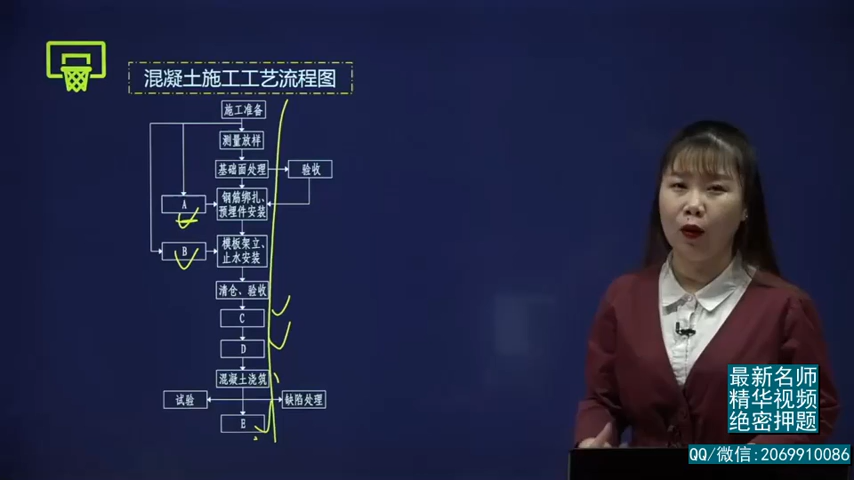 混凝土施工工艺流程图
施工准备
测量放样
基础面处理
验收
A
钢筋绑扎、
预埋件安装
B
模板架立、
止水安装
清仓、验收
C
D
混凝土浇筑
试验
缺陷处理
E
最新名师
精华视频
绝密押题
QQ/微信:2069910086